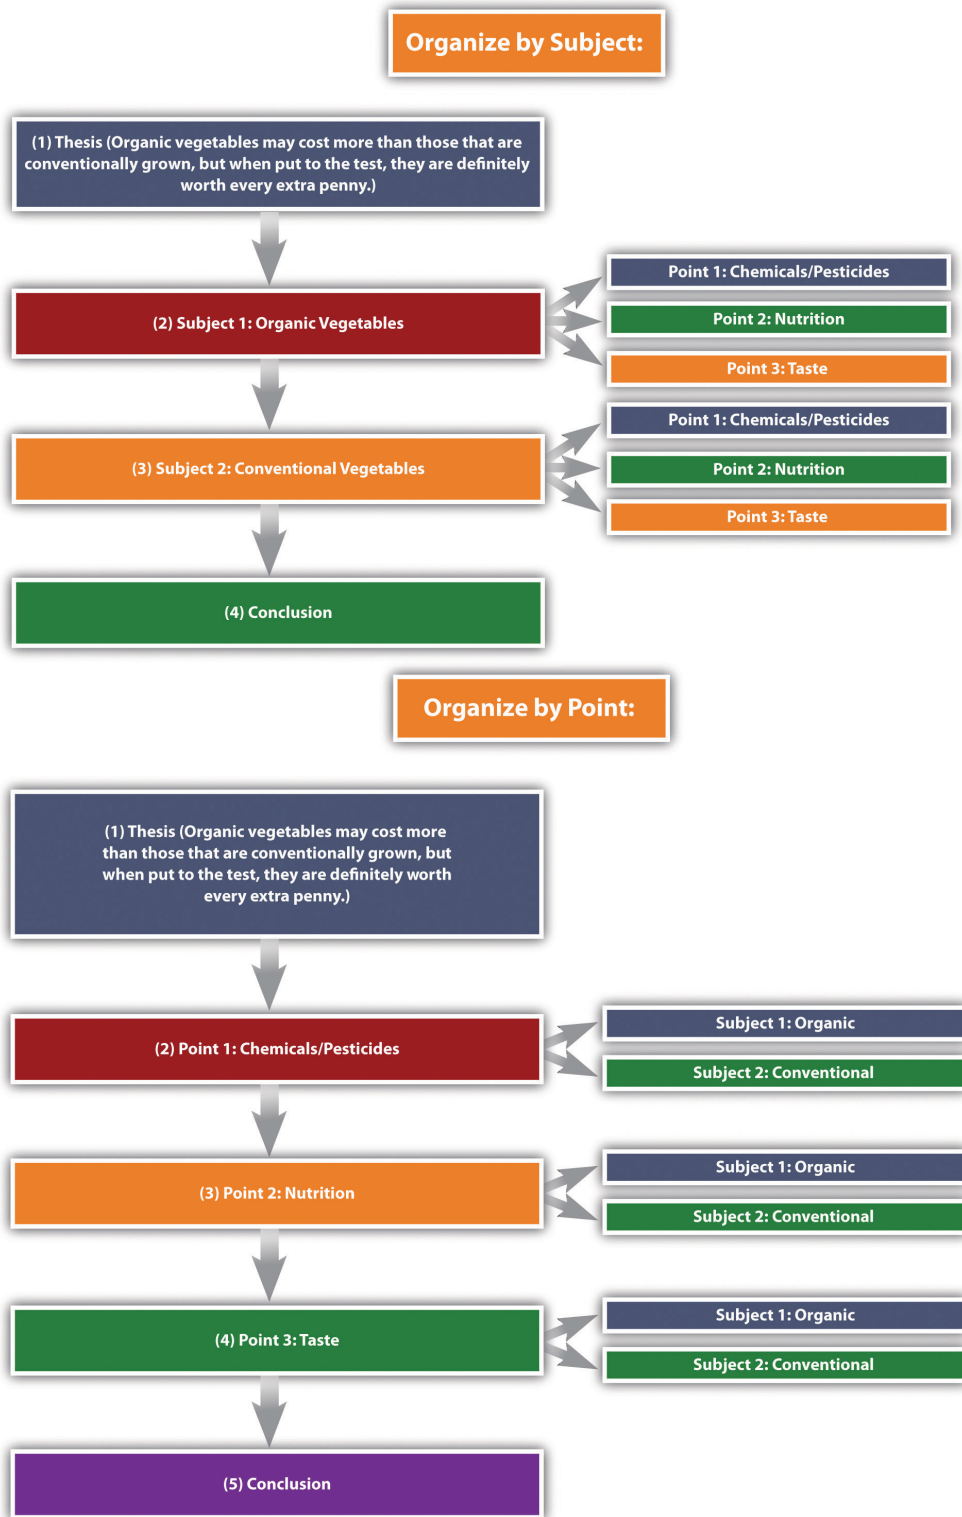 Organize by Subject:
(1) Thesis (Organic vegetables may cost more than those that are
conventionally grown, but when put to the test, they are definitely
worth every extra penny.)
(2) Subject 1: Organic Vegetables
Point 1: Chemicals/Pesticides
Point 2: Nutrition
Point 3: Taste
(3) Subject 2: Conventional Vegetables
Point 1: Chemicals/Pesticides
Point 2: Nutrition
Point 3: Taste
(4) Conclusion
Organize by Point:
(1) Thesis (Organic vegetables may cost more
than those that are conventionally grown, but
when put to the test, they are definitely worth
every extra penny.)
(2) Point 1: Chemicals/Pesticides
Subject 1: Organic
Subject 2: Conventional
(3) Point 2: Nutrition
Subject 1: Organic
Subject 2: Conventional
(4) Point 3: Taste
Subject 1: Organic
Subject 2: Conventional
(5) Conclusion